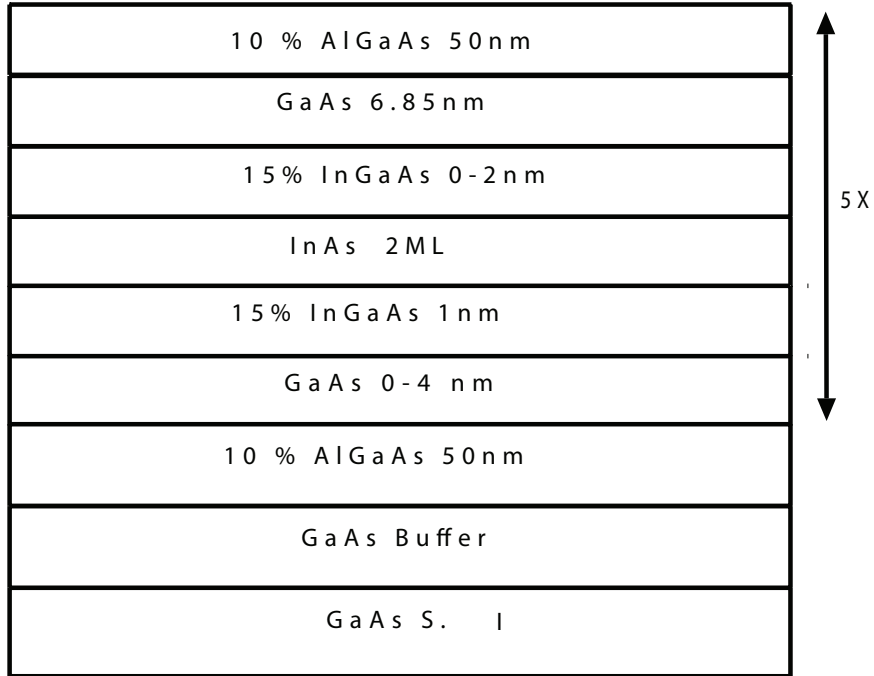 10 % AlGaAs 50nm
GaAs 6.85nm
15% InGaAs 0-2nm
5X
InAs 2ML
15% InGaAs 1nm
GaAs 0-4 nm
10 % AlGaAs 50nm
GaAs Buffer
GaAs S. I